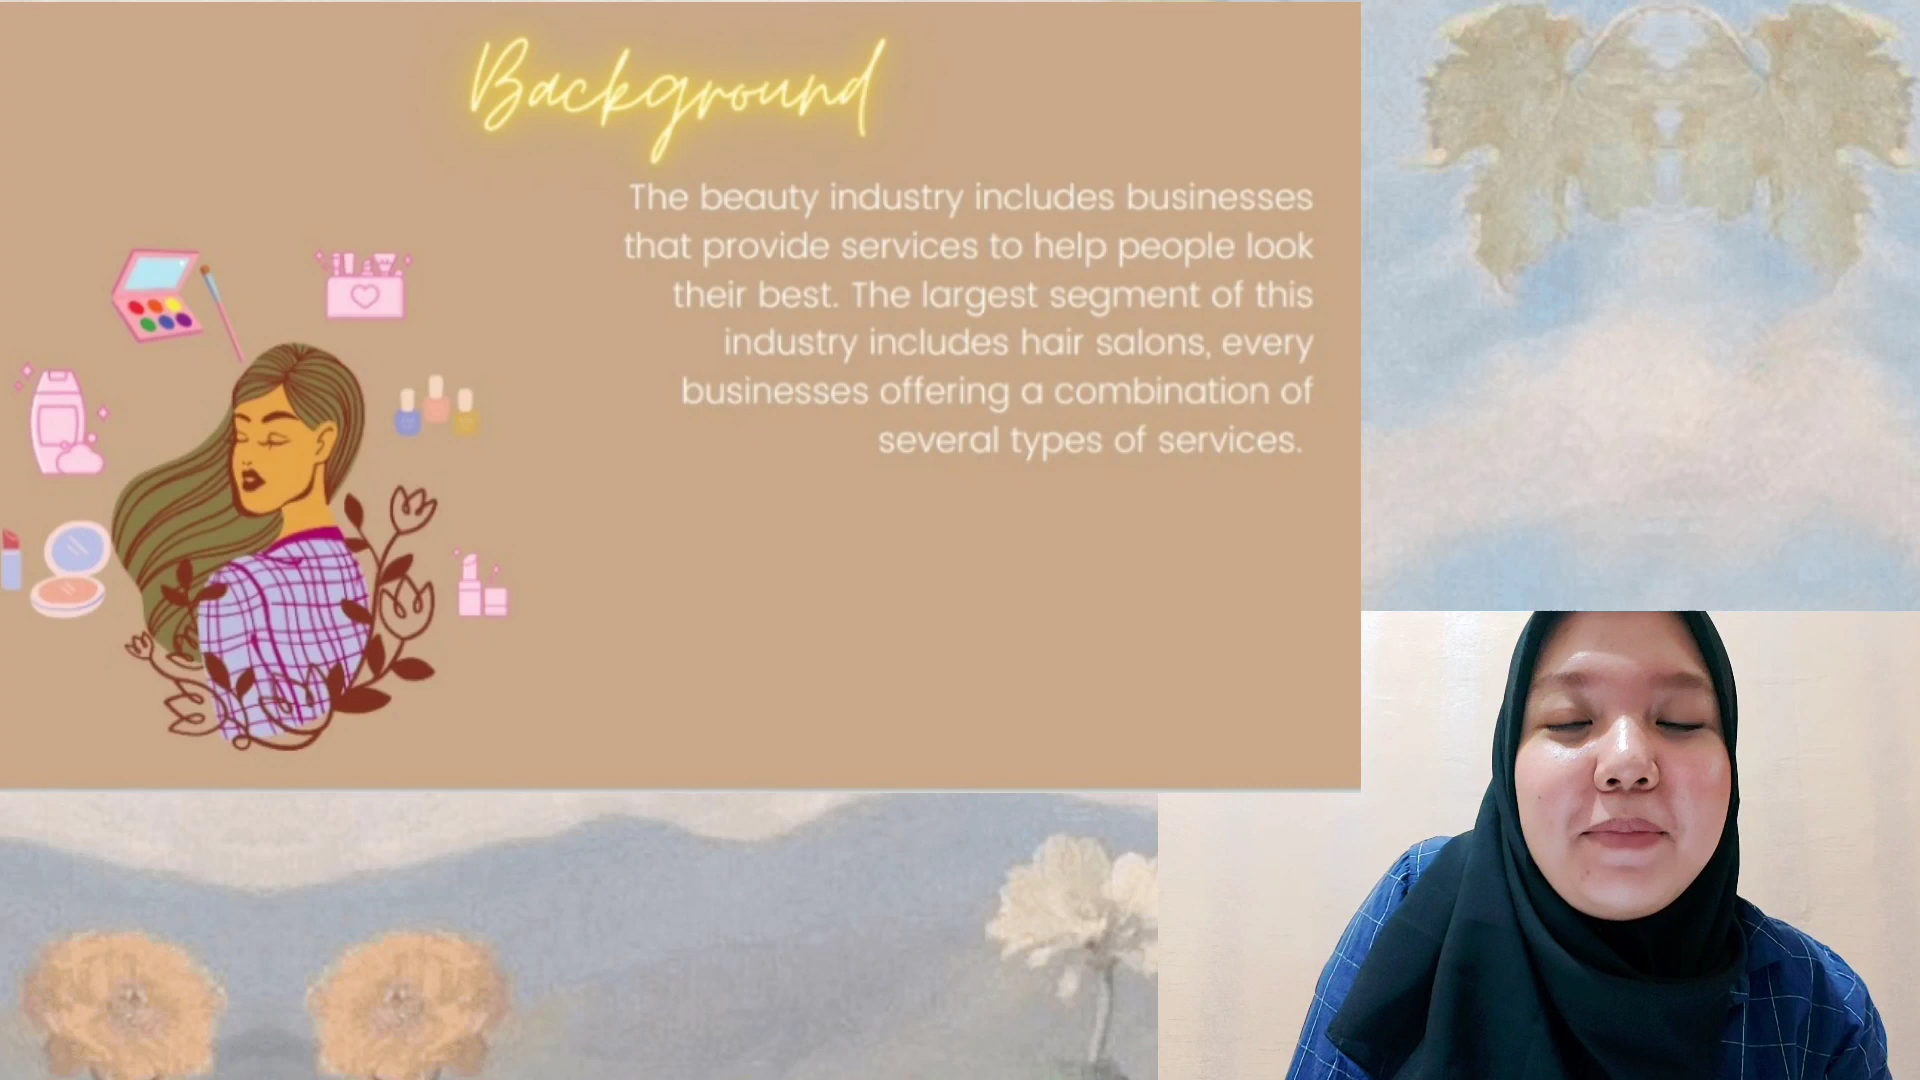 Background
The beauty industry includes businesses
that provide services to help people look
their best. The largest segment of this
industry includes hair salons, every
businesses offering a combination of
several types of services.